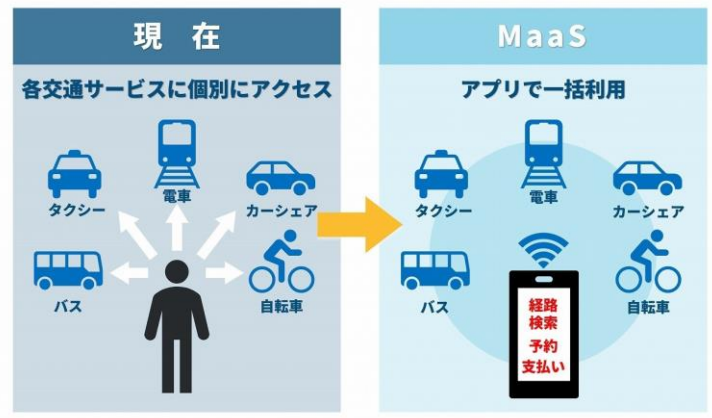 現 在
各交通サービスに個別にアクセス
電車
タクシー
カーシェア
バス
自転車
MaaS
アプリで一括利用
電車
タクシー
カーシェア
バス
自転車
経路
検索
予約
支払い